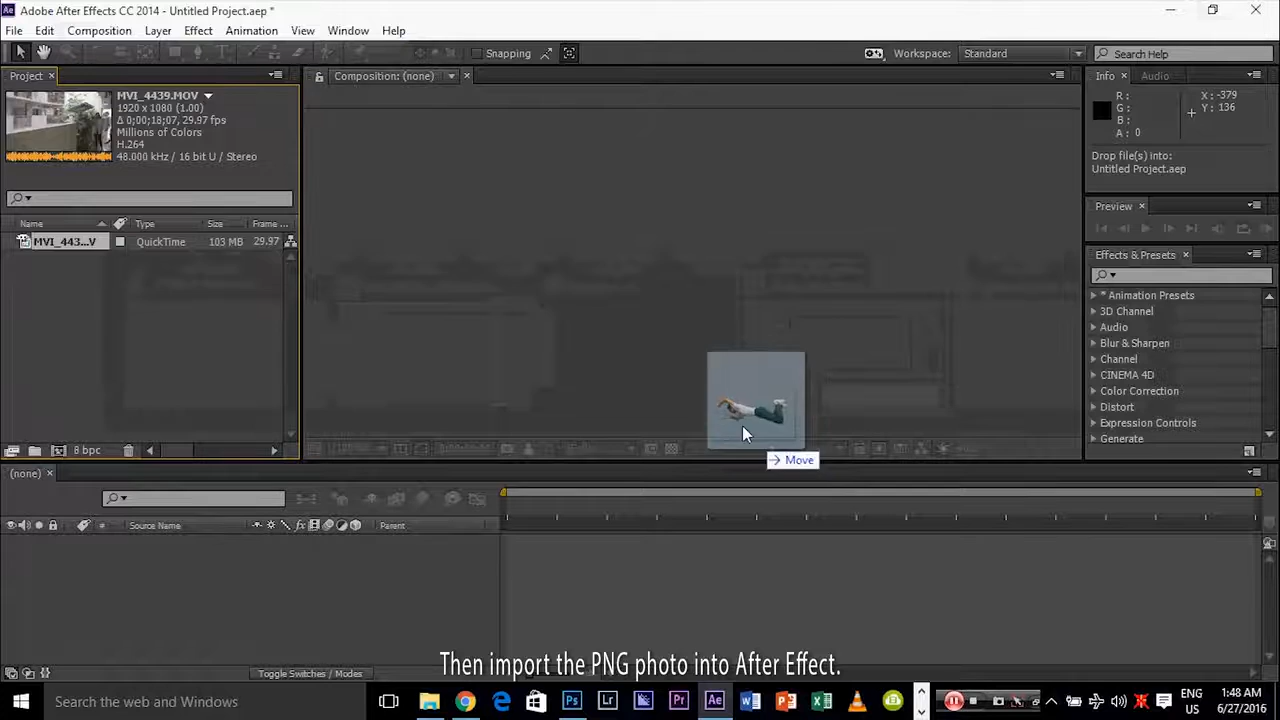 Adobe After Effects CC 2014 - Untitled Project.aep *
File Edit Composition Layer Effect Animation View Window Help
Snapping
Workspace: Standard
Search Help
Project
Composition: (none)
Info Audio
MVI_4439.MOV
1920 x 1080 (1.00)
Δ 0;00;18;07, 29.97 fps
Millions of Colors
H.264
48.000 kHz / 16 bit U / Stereo
R: X: -379
G: Y: 136
B:
A: 0
Drop file(s) into:
Untitled Project.aep
Preview
Name Type Size Frame ...
MVI_443...V QuickTime 103 MB 29.97
Effects & Presets
* Animation Presets
3D Channel
Audio
Blur & Sharpen
Channel
CINEMA 4D
Color Correction
Distort
Expression Controls
Generate
8 bpc
Move
(none)
Source Name
fx
Parent
Toggle Switches / Modes
Then import the PNG photo into After Effect.
Search the web and Windows
Ps Lr Pr Ae
ENG 1:48 AM
US 6/27/2016